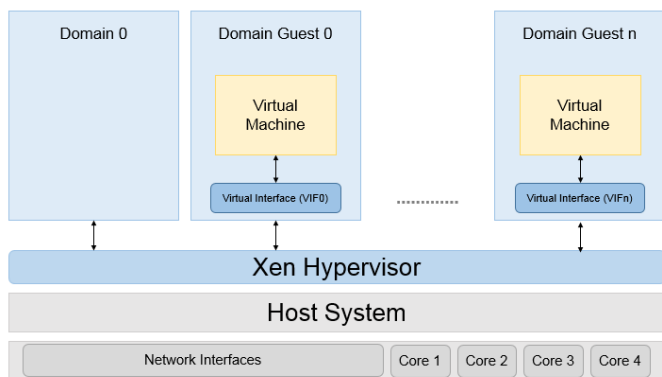 Domain 0
Domain Guest 0
Domain Guest n
Virtual
Machine
Virtual
Machine
Virtual Interface (VIF0)
Virtual Interface (VIFn)
Xen Hypervisor
Host System
Network Interfaces
Core 1
Core 2
Core 3
Core 4